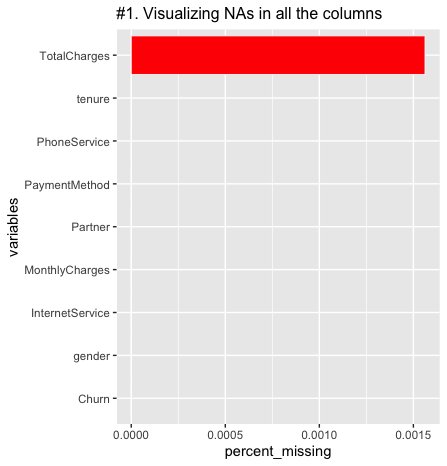 #1. Visualizing NAs in all the columns
TotalCharges
tenure
PhoneService
PaymentMethod
Partner
MonthlyCharges
InternetService
gender
Churn
variables
0.0000 0.0005 0.0010 0.0015
percent_missing